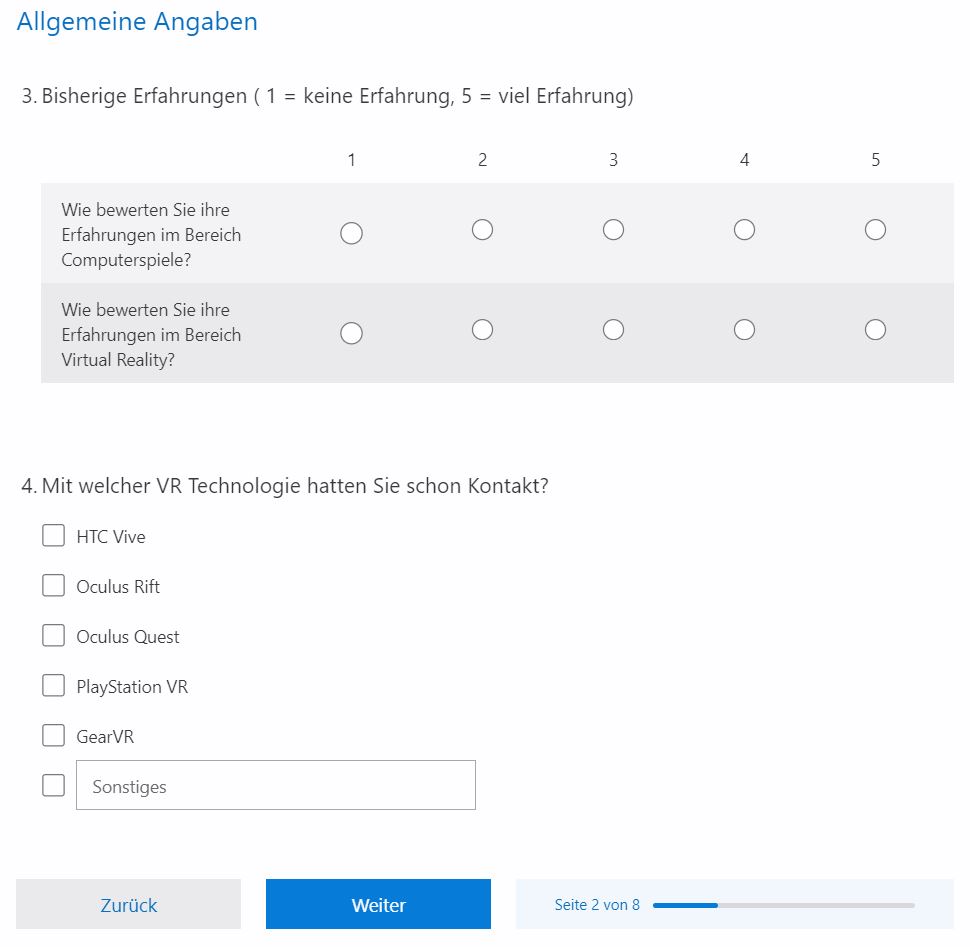 Allgemeine Angaben
3. Bisherige Erfahrungen ( 1 = keine Erfahrung, 5 = viel Erfahrung)
1 2 3 4 5
Wie bewerten Sie ihre
Erfahrungen im Bereich
Computerspiele?
Wie bewerten Sie ihre
Erfahrungen im Bereich
Virtual Reality?
4. Mit welcher VR Technologie hatten Sie schon Kontakt?
HTC Vive
Oculus Rift
Oculus Quest
PlayStation VR
GearVR
Sonstiges
Zurück Weiter Seite 2 von 8